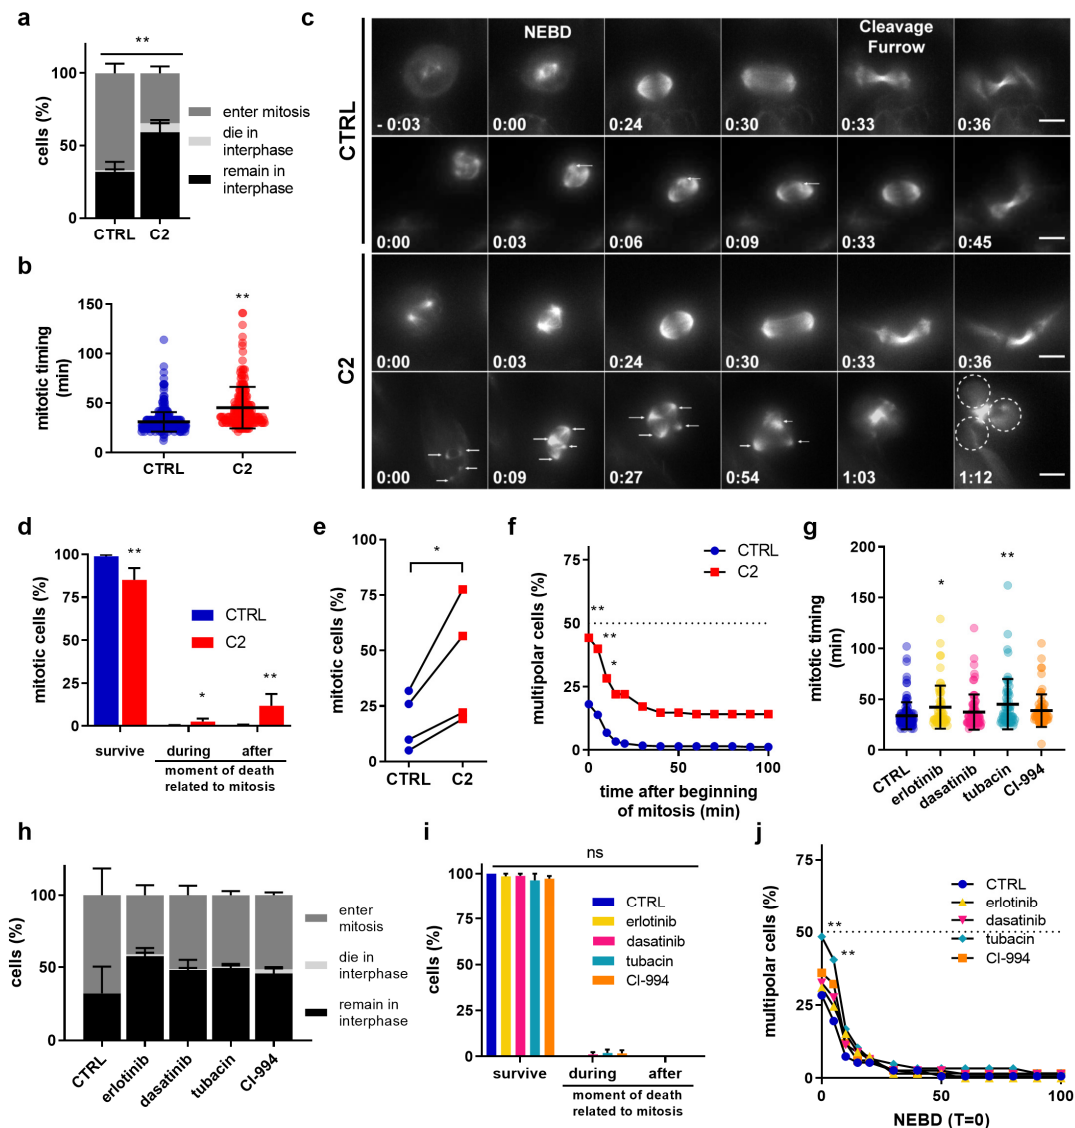 a
**
100
50
0
cells (%)
CTRL
C2
enter mitosis
die in
interphase
remain in
interphase
b
**
150
100
50
0
mitotic timing
(min)
CTRL
C2
c
CTRL
C2
NEBD
Cleavage
Furrow
- 0:03
0:00
0:24
0:30
0:33
0:36
0:00
0:03
0:06
0:09
0:33
0:45
0:00
0:03
0:24
0:30
0:33
0:36
0:00
0:09
0:27
0:54
1:03
1:12
d
100
75
50
25
0
mitotic cells (%)
**
*
**
CTRL
C2
survive
during
after
moment of death
related to mitosis
e
100
75
50
25
0
mitotic cells (%)
*
CTRL
C2
f
75
50
25
0
multipolar cells (%)
**
**
*
CTRL
C2
0
50
100
time after beginning
of mitosis (min)
g
200
150
100
50
0
mitotic timing
(min)
*
**
CTRL
erlotinib
dasatinib
tubacin
CI-994
h
100
50
0
cells (%)
CTRL
erlotinib
dasatinib
tubacin
CI-994
enter
mitosis
die in
interphase
remain in
interphase
i
ns
100
75
50
25
0
cells (%)
CTRL
erlotinib
dasatinib
tubacin
CI-994
survive
during
after
moment of death
related to mitosis
j
75
50
25
0
multipolar cells (%)
**
**
CTRL
erlotinib
dasatinib
tubacin
CI-994
0
50
100
NEBD (T=0)